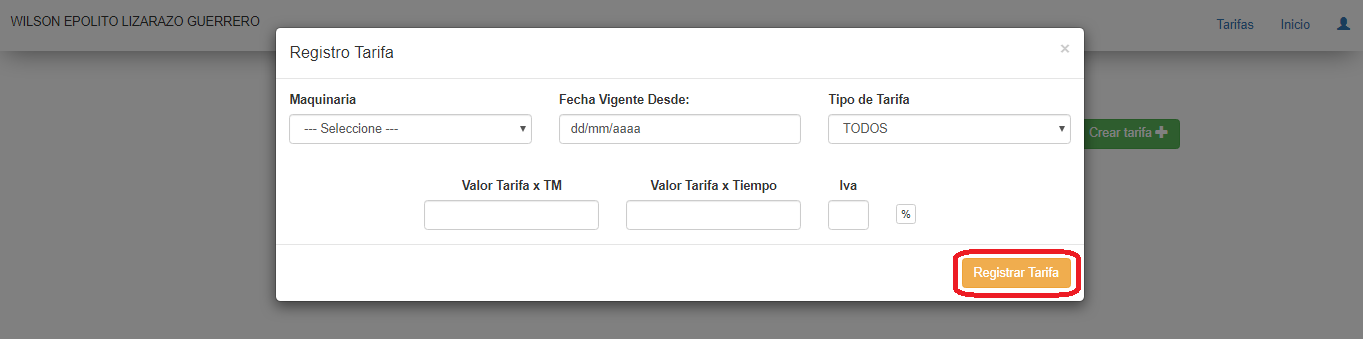 WILSON EPOLITO LIZARAZO GUERRERO
Tarifas Inicio
Registro Tarifa ×
Maquinaria Fecha Vigente Desde: Tipo de Tarifa
--- Seleccione --- dd/mm/aaaa TODOS
Crear tarifa
Valor Tarifa x TM Valor Tarifa x Tiempo Iva
%
Registrar Tarifa